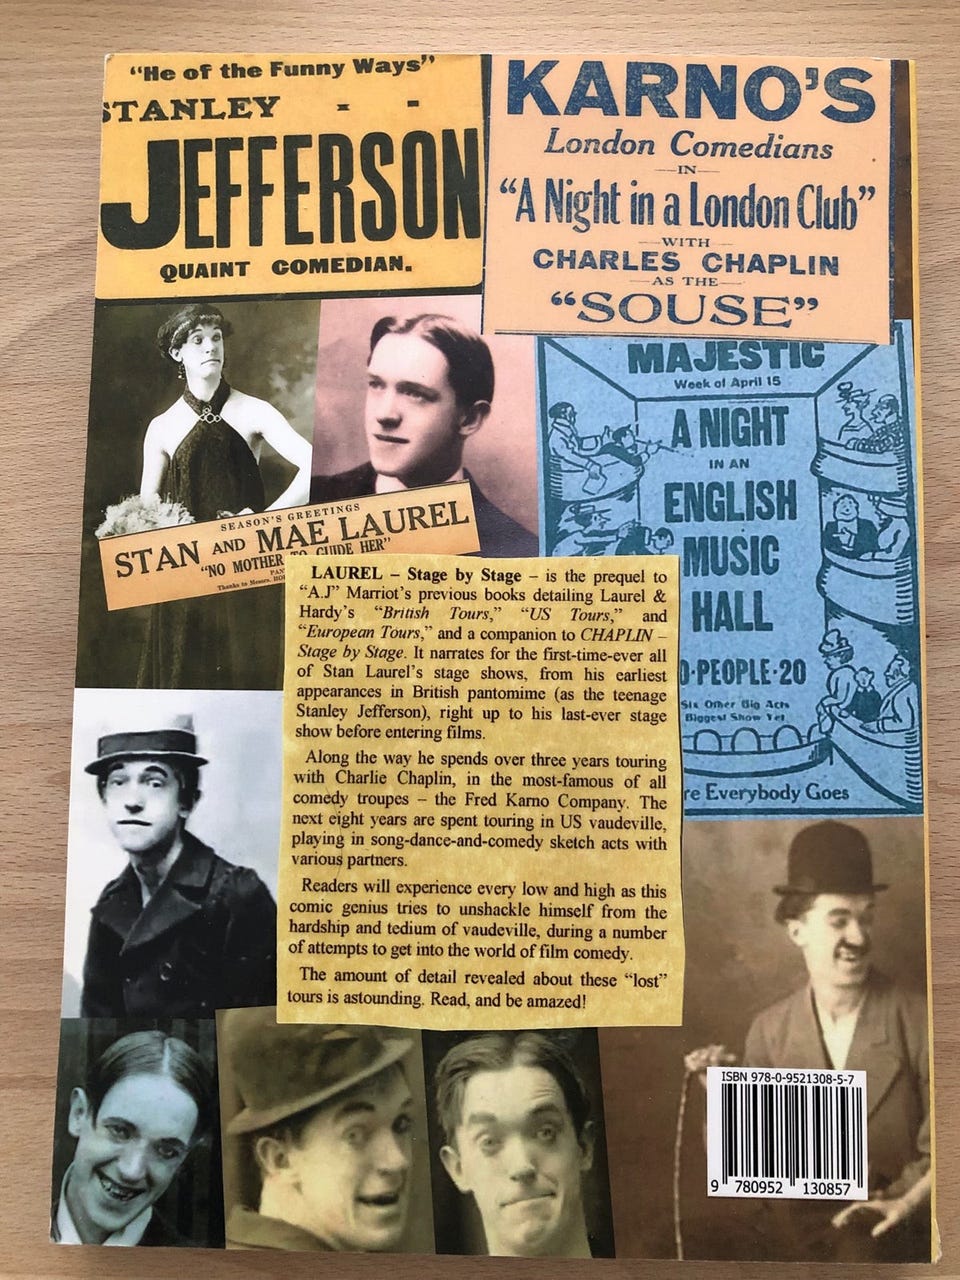 "He of the Funny Ways"
STANLEY - -
JEFFERSON
QUAINT COMEDIAN.
KARNO'S
London Comedians
IN
"A Night in a London Club"
WITH
CHARLES CHAPLIN
AS THE
"SOUSE"
MAJESTIC
Week of April 15
A NIGHT
IN AN
ENGLISH
MUSIC
HALL
PEOPLE·20
Six Other Big Acts
Biggest Show Yet
re Everybody Goes
SEASON'S GREETINGS
STAN AND MAE LAUREL
"NO MOTHER TO GUIDE HER"
Thanks to Messrs.
LAUREL – Stage by Stage – is the prequel to
"A.J" Marriot's previous books detailing Laurel &
Hardy's "British Tours," "US Tours," and
"European Tours," and a companion to CHAPLIN –
Stage by Stage. It narrates for the first-time-ever all
of Stan Laurel's stage shows, from his earliest
appearances in British pantomime (as the teenage
Stanley Jefferson), right up to his last-ever stage
show before entering films.
Along the way he spends over three years touring
with Charlie Chaplin, in the most-famous of all
comedy troupes – the Fred Karno Company. The
next eight years are spent touring in US vaudeville,
playing in song-dance-and-comedy sketch acts with
various partners.
Readers will experience every low and high as this
comic genius tries to unshackle himself from the
hardship and tedium of vaudeville, during a number
of attempts to get into the world of film comedy.
The amount of detail revealed about these "lost"
tours is astounding. Read, and be amazed!
ISBN 978-0-9521308-5-7
9 780952 130857